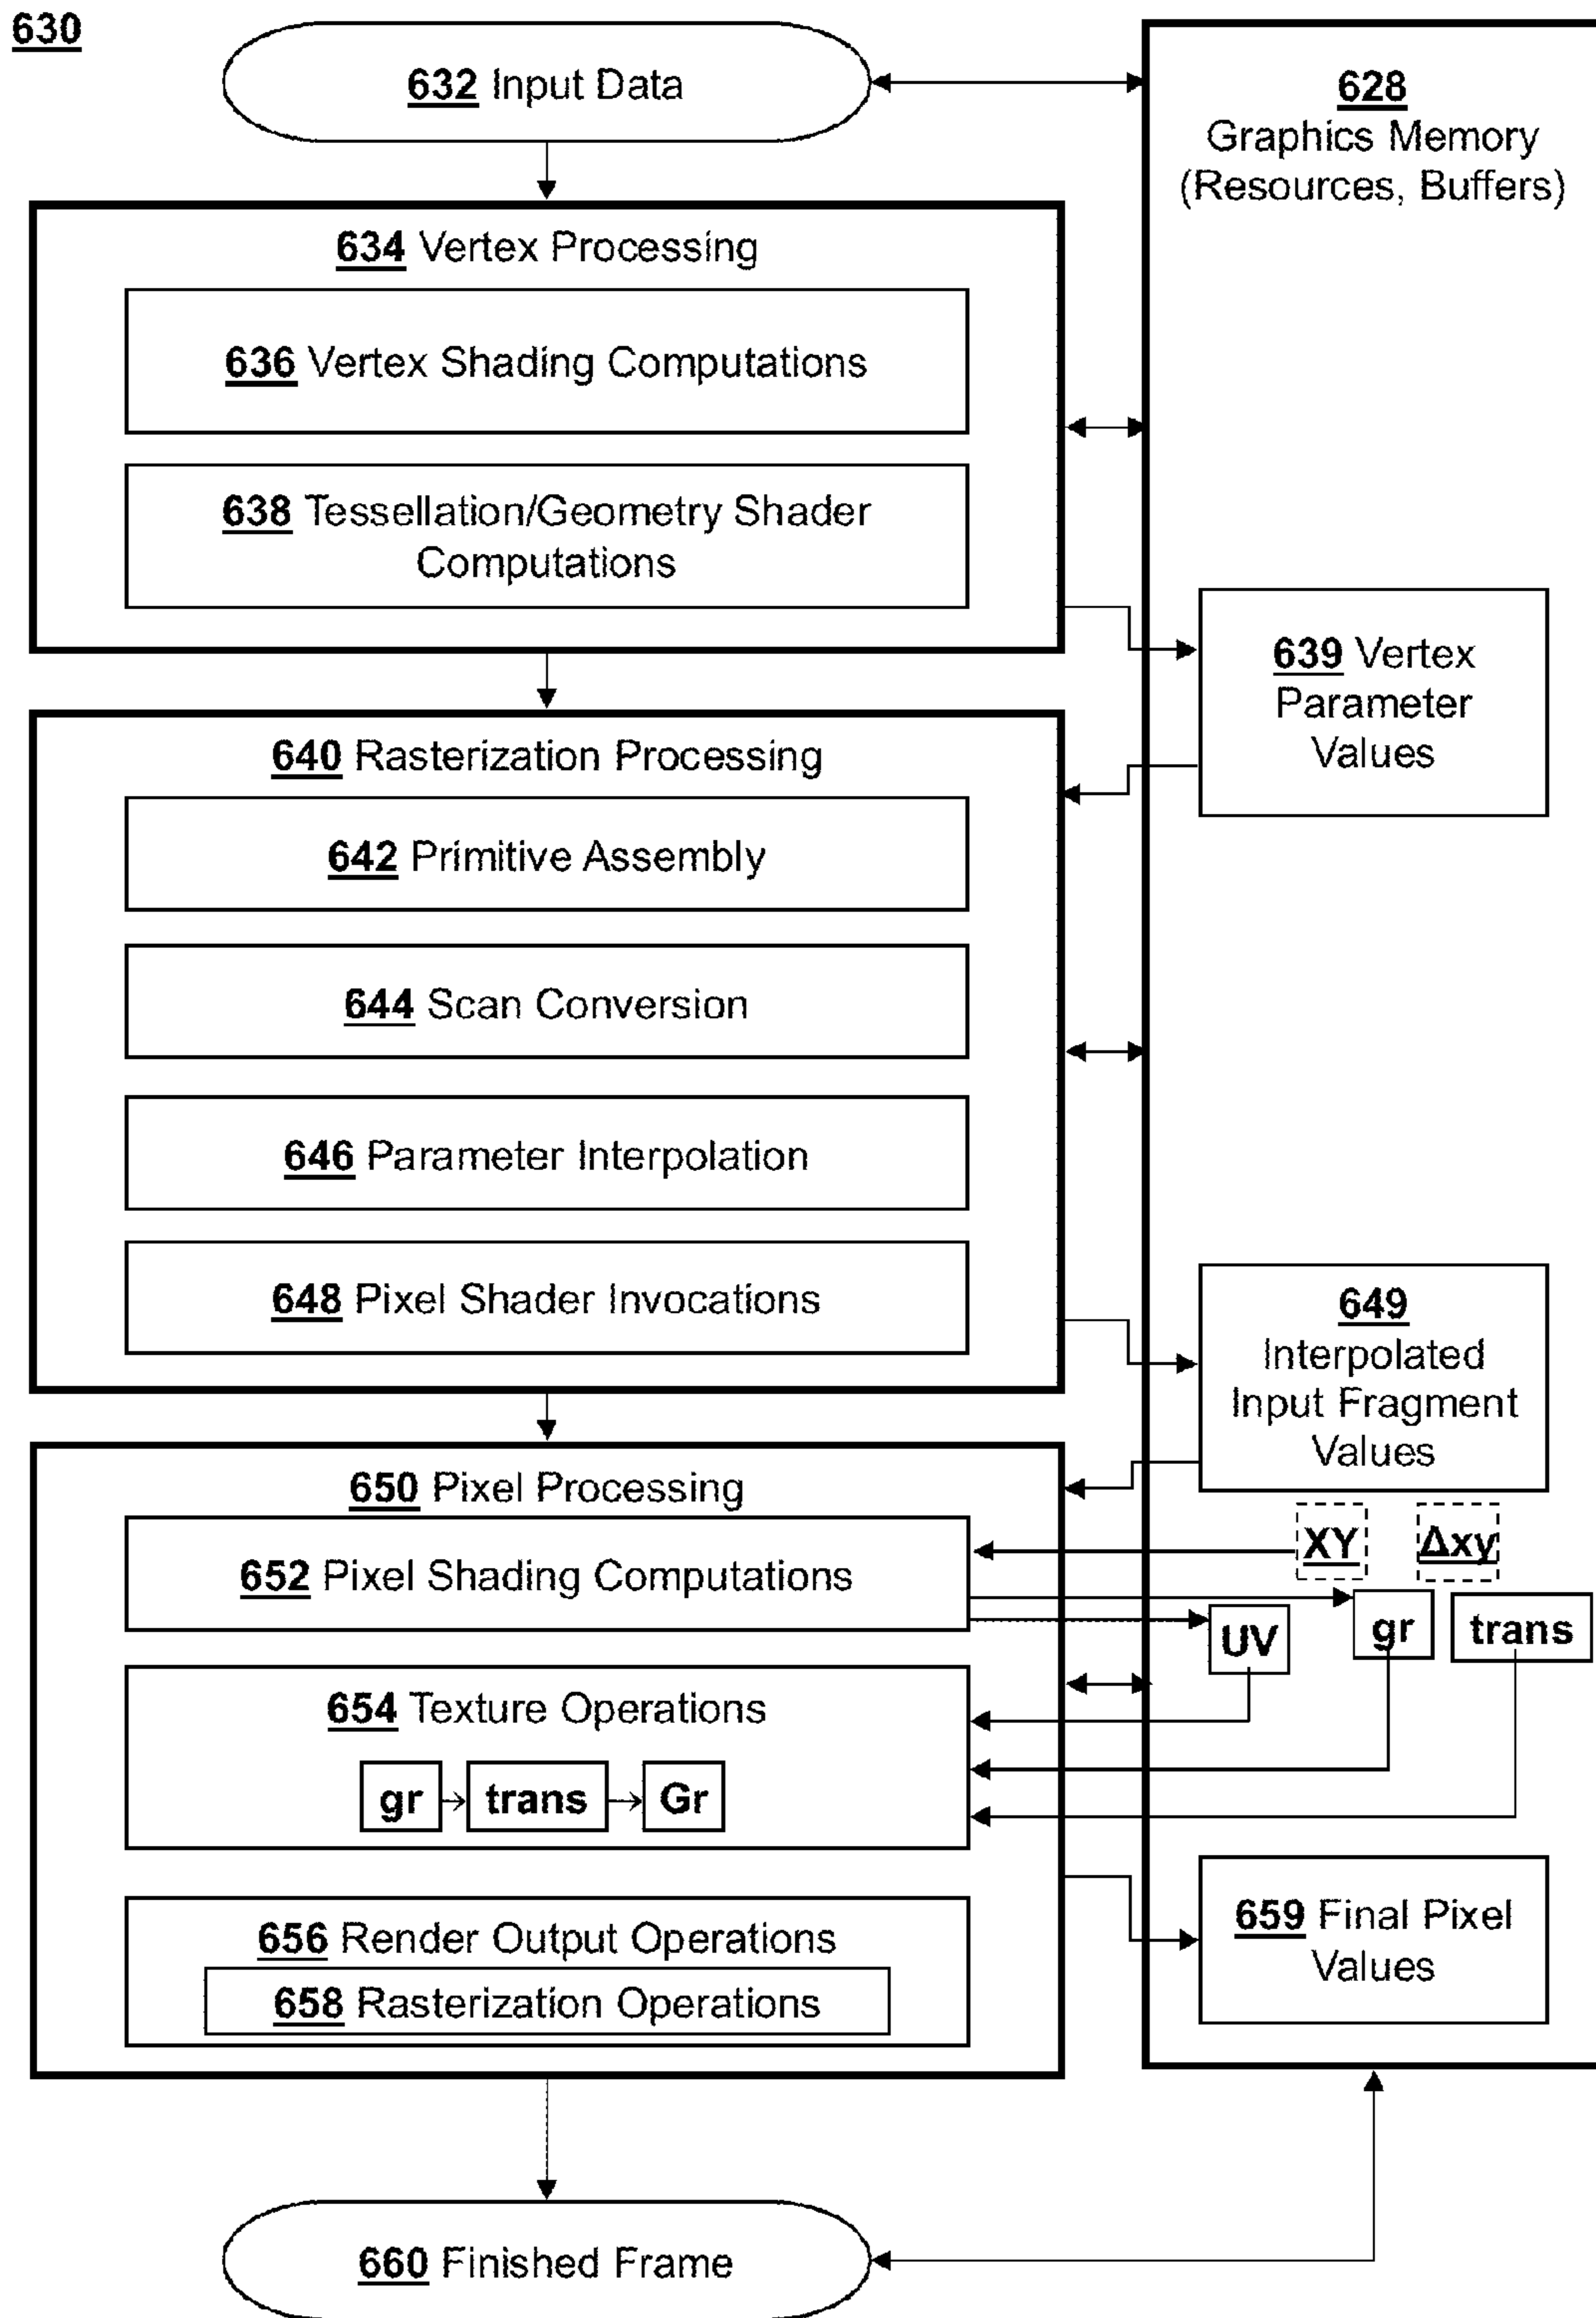 630
632 Input Data
628
Graphics Memory
(Resources, Buffers)
634 Vertex Processing
636 Vertex Shading Computations
638 Tessellation/Geometry Shader
Computations
639 Vertex
Parameter
Values
640 Rasterization Processing
642 Primitive Assembly
644 Scan Conversion
646 Parameter Interpolation
648 Pixel Shader Invocations
649
Interpolated
Input Fragment
Values
650 Pixel Processing
652 Pixel Shading Computations
XY
Δxy
UV
gr
trans
654 Texture Operations
gr
trans
Gr
656 Render Output Operations
658 Rasterization Operations
659 Final Pixel
Values
660 Finished Frame